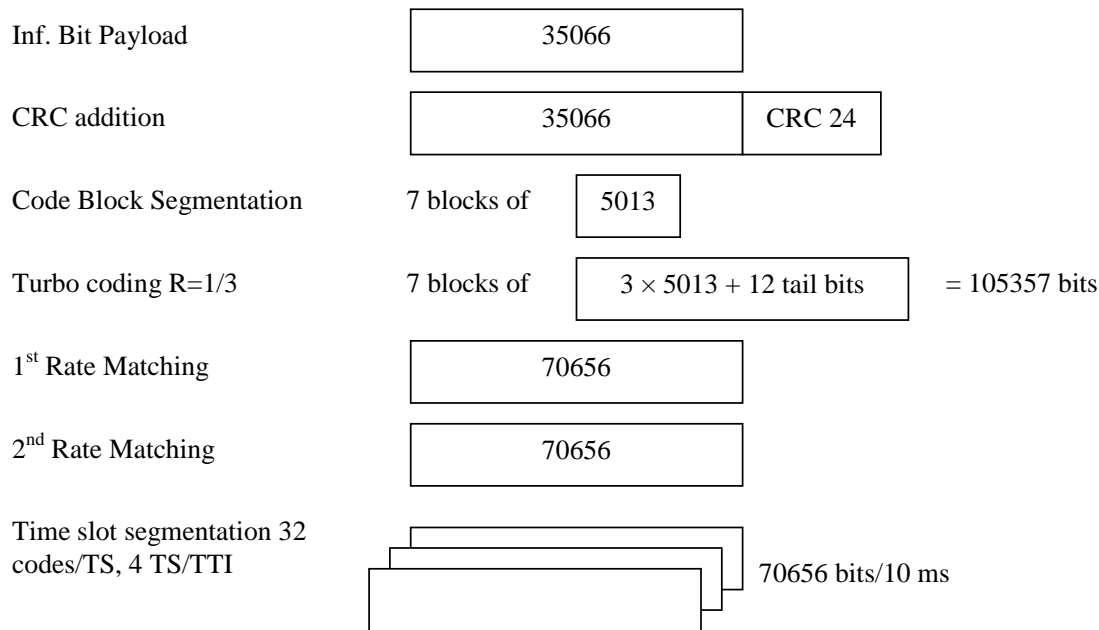 Inf. Bit Payload 35066
CRC addition 35066 CRC 24
Code Block Segmentation 7 blocks of 5013
Turbo coding R=1/3 7 blocks of 3 × 5013 + 12 tail bits = 105357 bits
1st Rate Matching 70656
2nd Rate Matching 70656
Time slot segmentation 32
codes/TS, 4 TS/TTI
70656 bits/10 ms